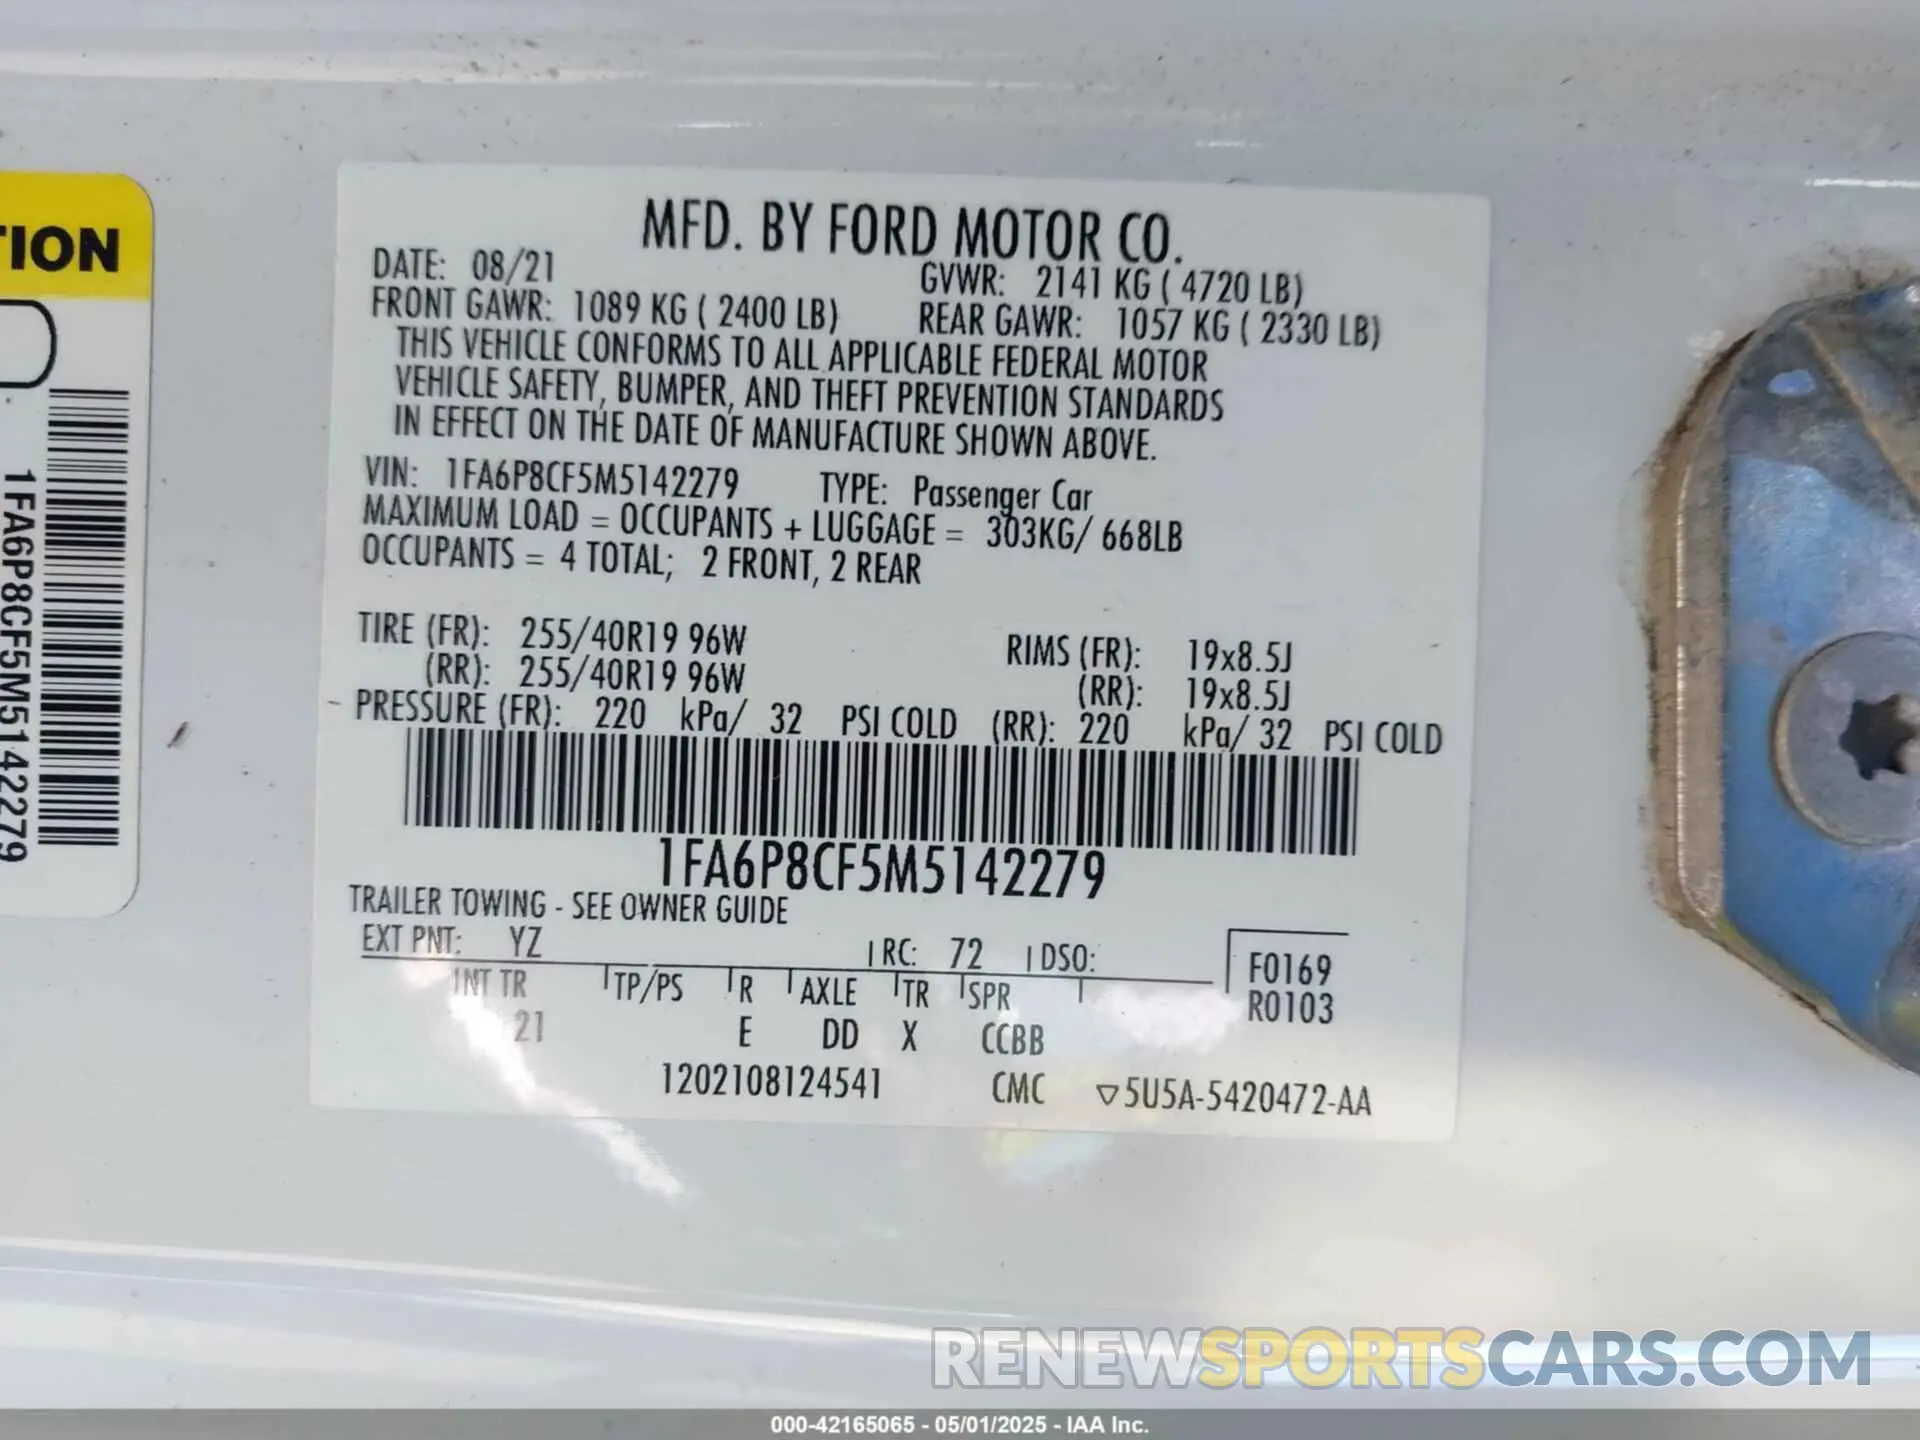 TION
1FA6P8CF5M5142279
MFD. BY FORD MOTOR CO.
DATE: 08/21 GVWR: 2141 KG ( 4720 LB)
FRONT GAWR: 1089 KG ( 2400 LB) REAR GAWR: 1057 KG ( 2330 LB)
THIS VEHICLE CONFORMS TO ALL APPLICABLE FEDERAL MOTOR
VEHICLE SAFETY, BUMPER, AND THEFT PREVENTION STANDARDS
IN EFFECT ON THE DATE OF MANUFACTURE SHOWN ABOVE.
VIN: 1FA6P8CF5M5142279 TYPE: Passenger Car
MAXIMUM LOAD = OCCUPANTS + LUGGAGE = 303KG/ 668LB
OCCUPANTS = 4 TOTAL; 2 FRONT, 2 REAR
TIRE (FR): 255/40R19 96W RIMS (FR): 19x8.5J
(RR): 255/40R19 96W (RR): 19x8.5J
PRESSURE (FR): 220 kPa/ 32 PSI COLD (RR): 220 kPa/ 32 PSI COLD
1FA6P8CF5M5142279
TRAILER TOWING - SEE OWNER GUIDE
EXT PNT: YZ RC: 72 DSO: F0169
INT TR TP/PS R AXLE TR SPR R0103
21 E DD X CCBB
1202108124541 CMC ▽5U5A-5420472-AA
RENEWSPORTSCARS.COM
000-42165065 - 05/01/2025 - IAA Inc.